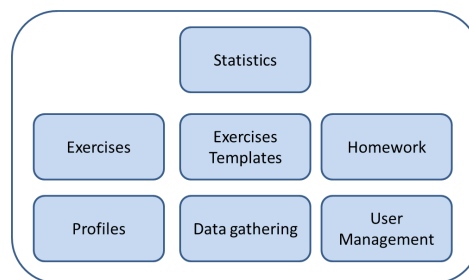 Statistics
Exercises
Exercises
Templates
Homework
Profiles
Data gathering
User
Management